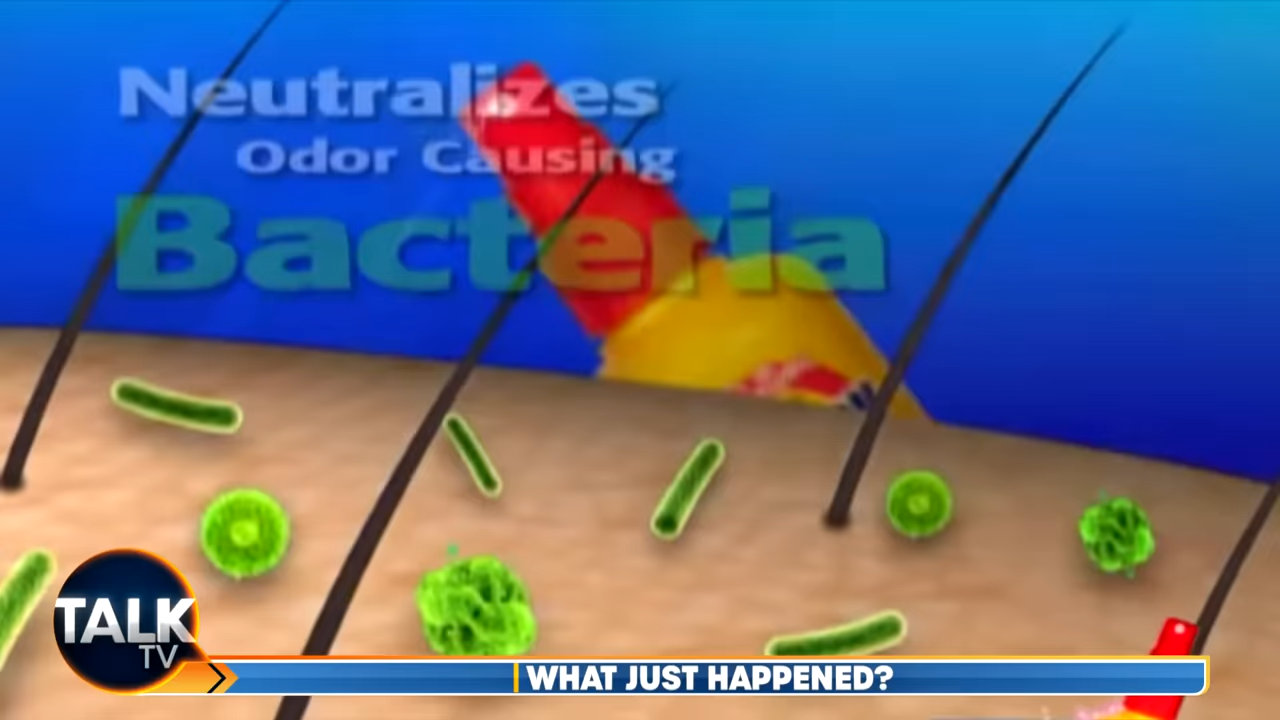 Neutralizes
Odor Causing
Bacteria
TALK
TV
WHAT JUST HAPPENED?